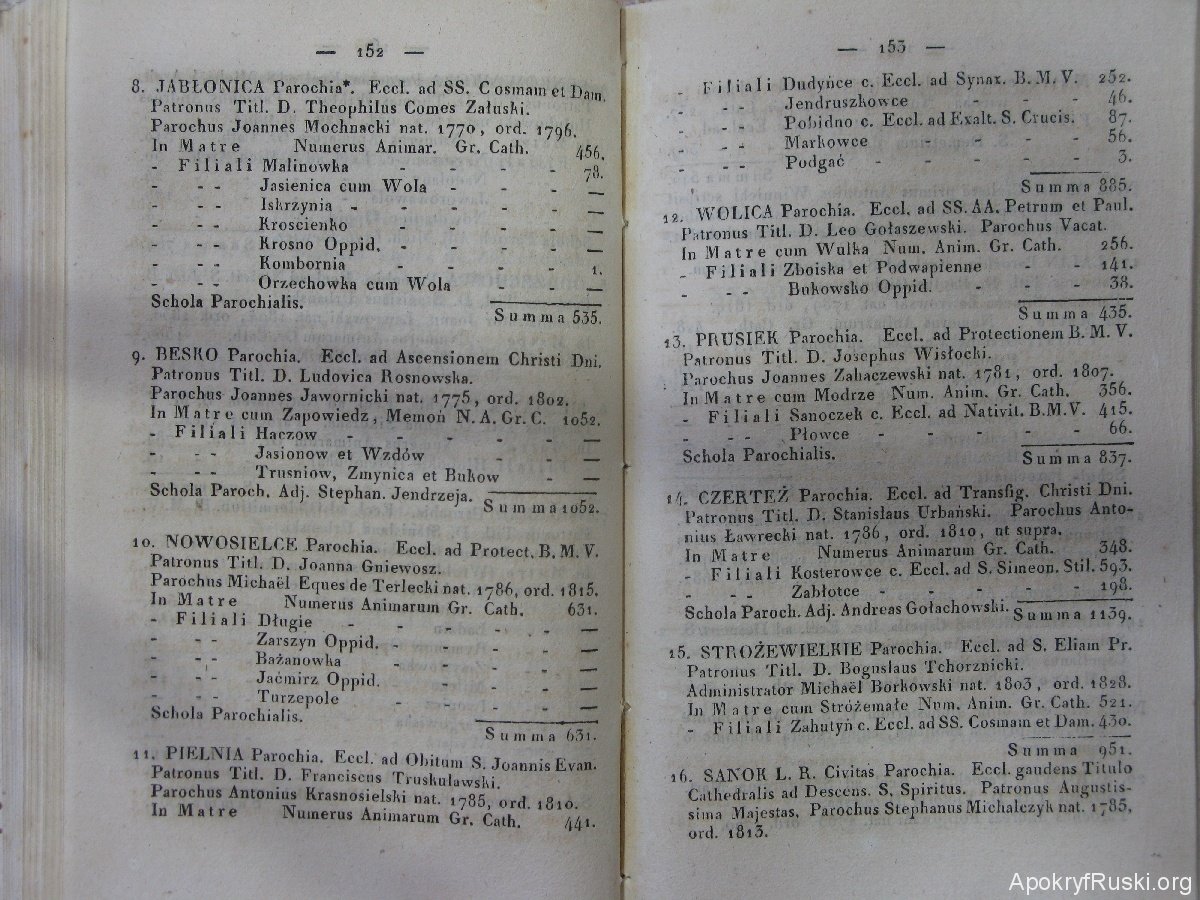 — 152 —
8. JABŁONICA Parochia*. Eccl. ad SS. Cosmam et Dam.
Patronus Titl. D. Theophilus Comes Załuski.
Parochus Joannes Mochnacki nat. 1770, ord. 1796.
In Matre Numerus Animar. Gr. Cath. 456.
- Filiali Malinowka - - - - 78.
- - - Jasienica cum Wola - - - —
- - - Iskrzynia - - - - - —
- - - Kroscienko - - - - —
- - - Krosno Oppid. - - - - —
- - - Kombornia - - - - 1.
- - - Orzechowka cum Wola - - —
Schola Parochialis.
Summa 535.
9. BESKO Parochia. Eccl. ad Ascensionem Christi Dni.
Patronus Titl. D. Ludovica Rosnowska.
Parochus Joannes Jawornicki nat. 1775, ord. 1802.
In Matre cum Zapowiedz, Memoń N. A. Gr. C. 1052.
- Filiali Haczow - - - - - —
- - - Jasionow et Wzdów - - - —
- - - Trusniow, Zmynica et Bukow - —
Schola Paroch. Adj. Stephan. Jendrzeja.
Summa 1052.
10. NOWOSIELCE Parochia. Eccl. ad Protect. B. M. V.
Patronus Titl. D. Joanna Gniewosz.
Parochus Michaël Eques de Terlecki nat. 1786, ord. 1815.
In Matre Numerus Animarum Gr. Cath. 631.
- Filiali Długie - - - - - —
- - - Zarszyn Oppid. - - - - —
- - - Bażanowka - - - - —
- - - Jaćmirz Oppid. - - - - —
- - - Turzepole - - - - —
Schola Parochialis.
Summa 631.
11. PIELNIA Parochia. Eccl. ad Obitum S. Joannis Evan.
Patronus Titl. D. Franciscus Truskuławski.
Parochus Antonius Krasnosielski nat. 1785, ord. 1810.
In Matre Numerus Animarum Gr. Cath. 441.
— 153 —
- Filiali Dudyńce c. Eccl. ad Synax. B. M. V. 252.
- - - Jendruszkowce - - - 46.
- - - Pobidno c. Eccl. ad Exalt. S. Crucis. 87.
- - - Markowce - - - - 56.
- - - Podgać - - - - - 3.
Summa 885.
12. WOLICA Parochia. Eccl. ad SS. AA. Petrum et Paul.
Patronus Titl. D. Leo Gołaszewski. Parochus Vacat.
In Matre cum Wulka Num. Anim. Gr. Cath. 256.
- Filiali Zboiska et Podwapienne - - 141.
- - - Bukowsko Oppid. - - - 38.
Summa 435.
13. PRUSIEK Parochia. Eccl. ad Protectionem B. M. V.
Patronus Titl. D. Josephus Wisłocki.
Parochus Joannes Zahaczewski nat. 1781, ord. 1807.
In Matre cum Modrze Num. Anim. Gr. Cath. 356.
- Filiali Sanoczek c. Eccl. ad Nativit. B. M. V. 415.
- - - Płowce - - - - - 66.
Schola Parochialis.
Summa 837.
14. CZERTEŹ Parochia. Eccl. ad Transfig. Christi Dni.
Patronus Titl. D. Stanislaus Urbański. Parochus Anto-
nius Ławrecki nat. 1786, ord. 1810, ut supra.
In Matre Numerus Animarum Gr. Cath. 348.
- Filiali Kosterowce c. Eccl. ad S. Simeon. Stil. 593.
- - - Zabłotce - - - - - 198.
Schola Paroch. Adj. Andreas Gołachowski.
Summa 1139.
15. STROŻEWIELKIE Parochia. Eccl. ad S. Eliam Pr.
Patronus Titl. D. Boguslaus Tchorznicki.
Administrator Michaël Borkowski nat. 1803, ord. 1828.
In Matre cum Stróżemałe Num. Anim. Gr. Cath. 521.
- Filiali Zahutyń c. Eccl. ad SS. Cosmam et Dam. 430.
Summa 951.
16. SANOK L. R. Civitas Parochia. Eccl. gaudens Titulo
Cathedralis ad Descens. S. Spiritus. Patronus Augustis-
sima Majestas. Parochus Stephanus Michalczyk nat. 1785,
ord. 1813.
ApokryfRuski.org